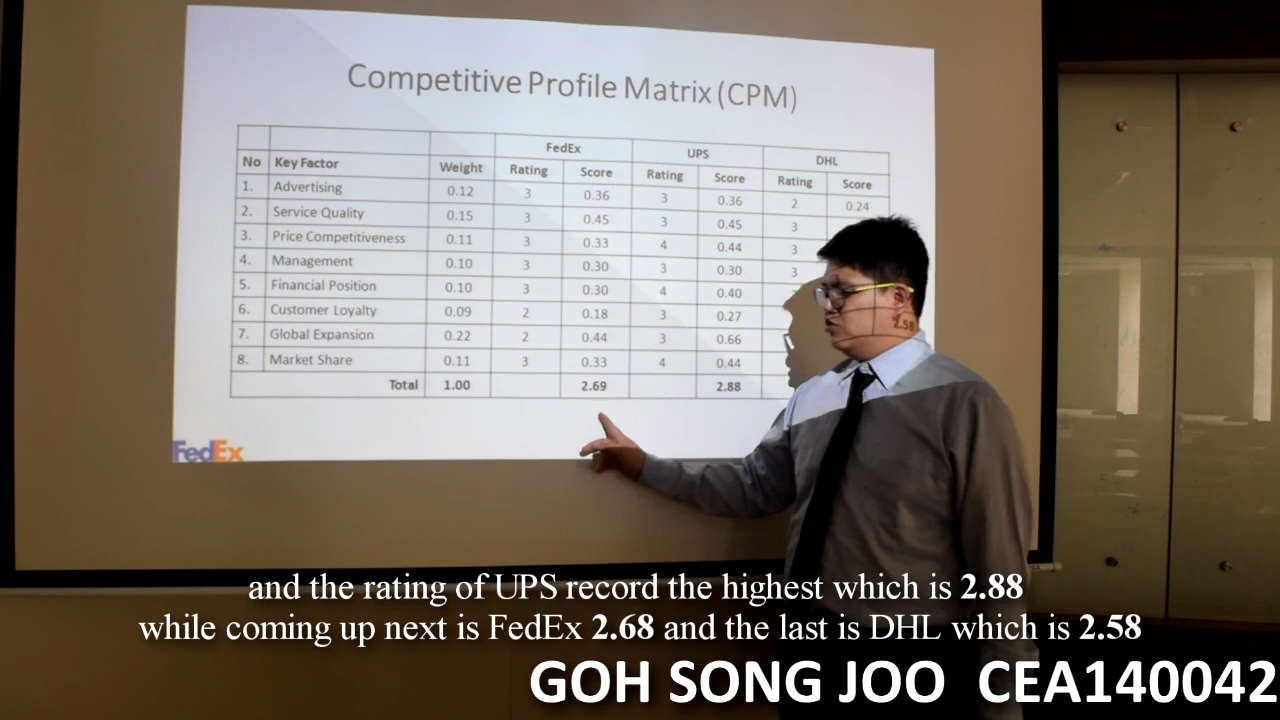 Competitive Profile Matrix (CPM)
FedEx UPS DHL
No Key Factor Weight Rating Score Rating Score Rating Score
1. Advertising 0.12 3 0.36 3 0.36 2 0.24
2. Service Quality 0.15 3 0.45 3 0.45 3
3. Price Competitiveness 0.11 3 0.33 4 0.44 3
4. Management 0.10 3 0.30 3 0.30 3
5. Financial Position 0.10 3 0.30 4 0.40
6. Customer Loyalty 0.09 2 0.18 3 0.27
7. Global Expansion 0.22 2 0.44 3 0.66
8. Market Share 0.11 3 0.33 4 0.44
Total 1.00 2.69 2.88 2.58
FedEx
and the rating of UPS record the highest which is 2.88
while coming up next is FedEx 2.68 and the last is DHL which is 2.58
GOH SONG JOO CEA140042